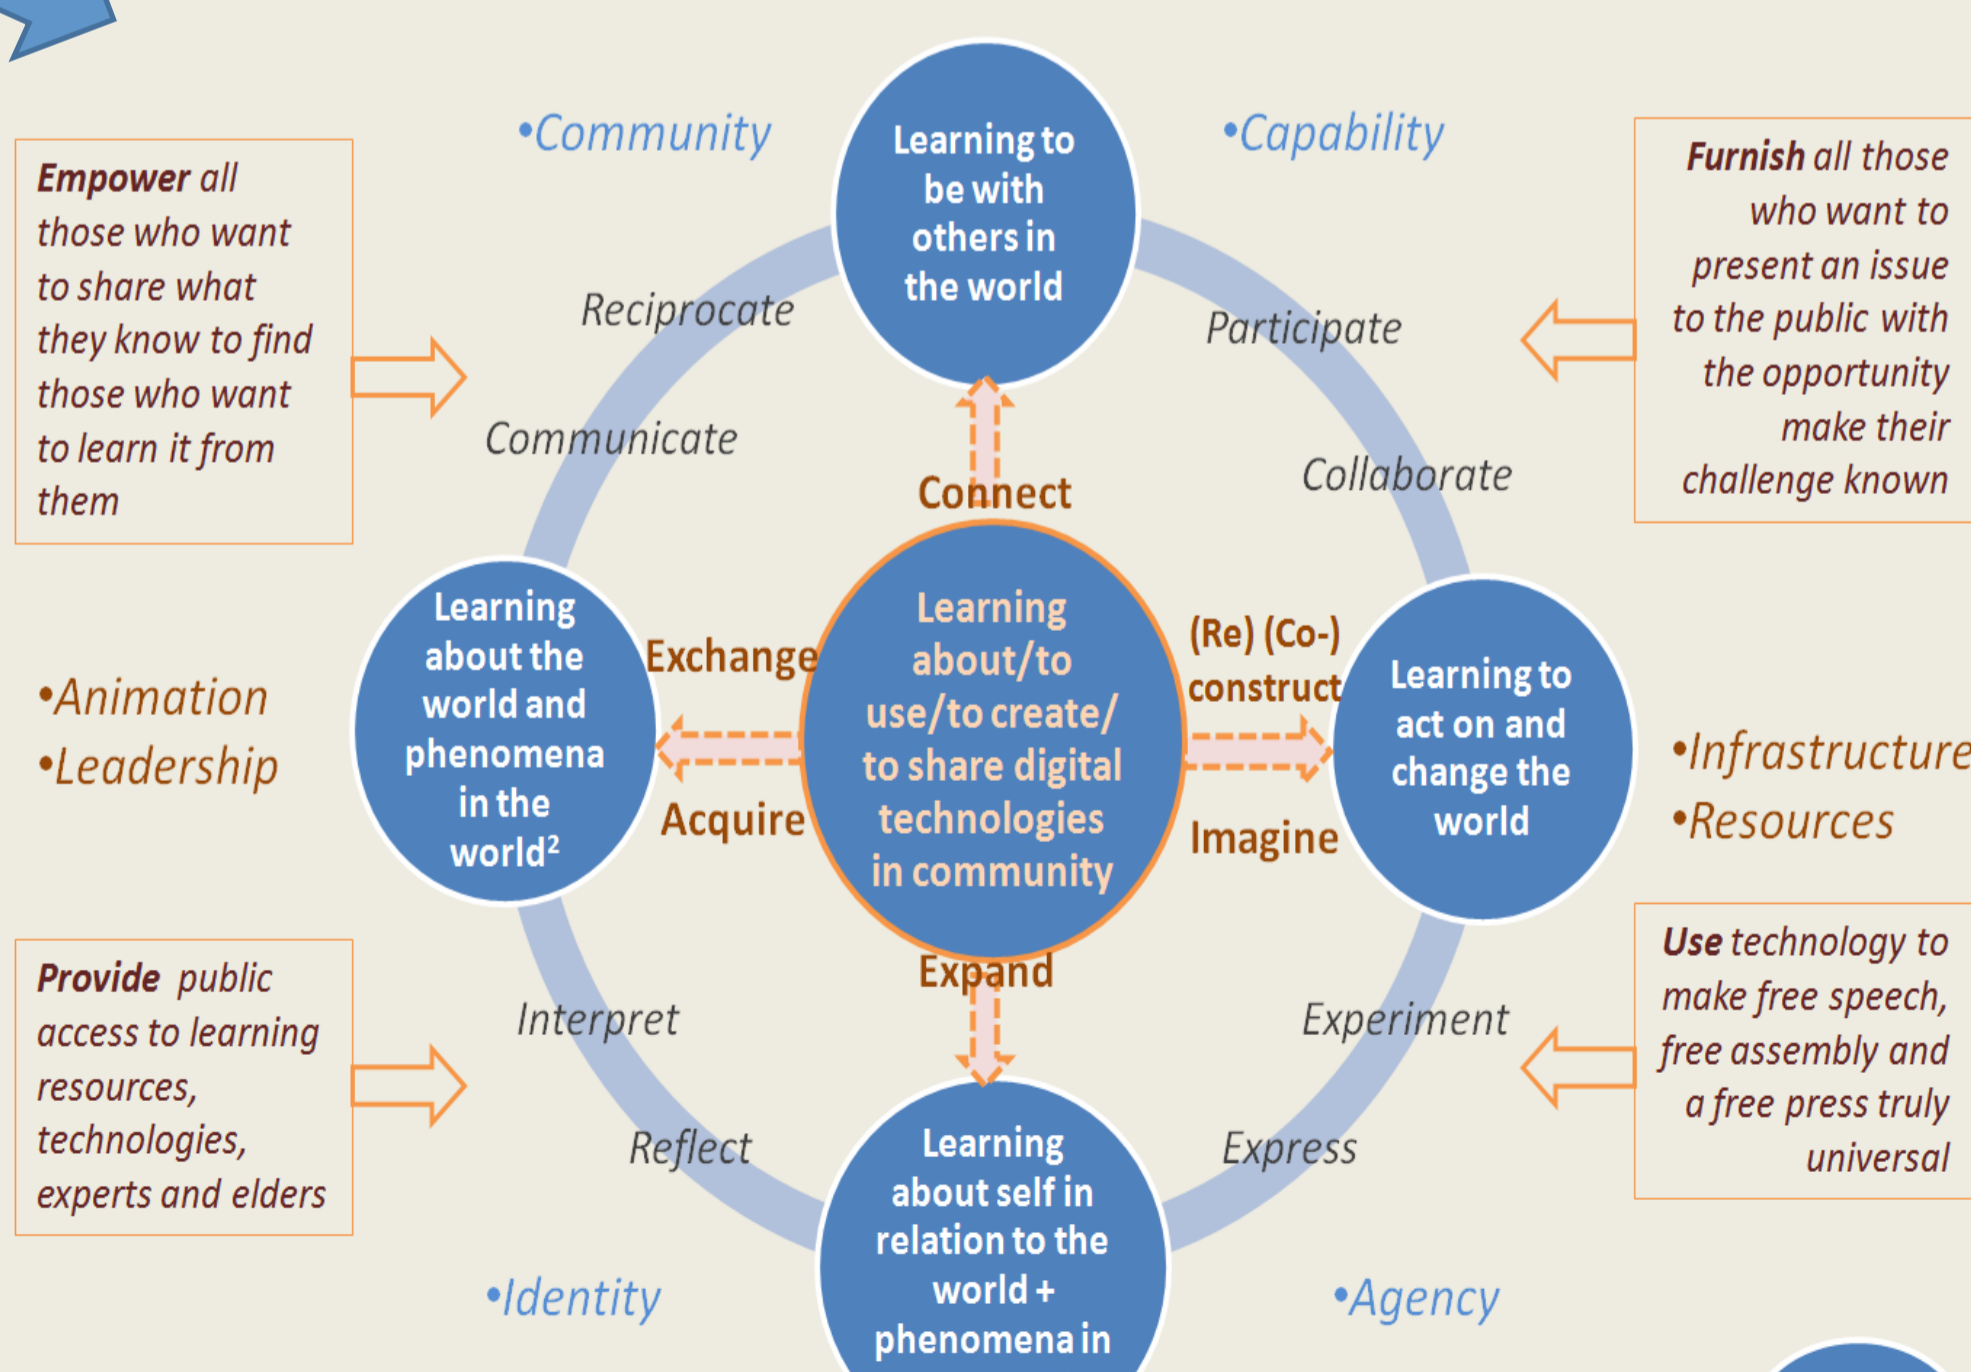 •Community
•Capability
Learning to
be with
others in
the world
Empower all
those who want
to share what
they know to find
those who want
to learn it from
them
Furnish all those
who want to
present an issue
to the public with
the opportunity
make their
challenge known
Reciprocate
Communicate
Participate
Collaborate
Connect
Learning
about the
world and
phenomena
in the
world²
Exchange
Acquire
Learning
about/to
use/to create/
to share digital
technologies
in community
(Re) (Co-)
construct
Imagine
Learning to
act on and
change the
world
•Animation
•Leadership
•Infrastructure
•Resources
Expand
Provide public
access to learning
resources,
technologies,
experts and elders
Use technology to
make free speech,
free assembly and
a free press truly
universal
Interpret
Reflect
Experiment
Express
Learning
about self in
relation to the
world +
phenomena in
•Identity
•Agency